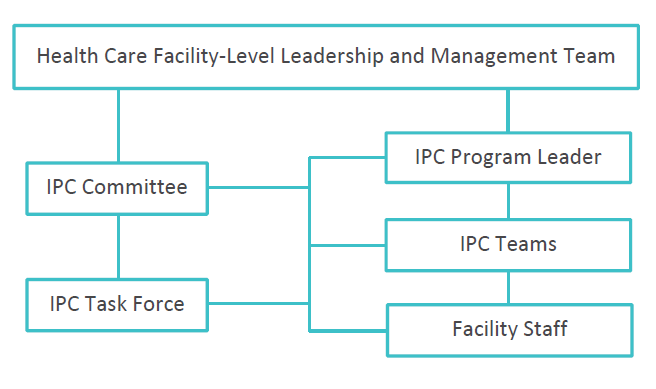 Health Care Facility-Level Leadership and Management Team
IPC Program Leader
IPC Committee
IPC Teams
IPC Task Force
Facility Staff